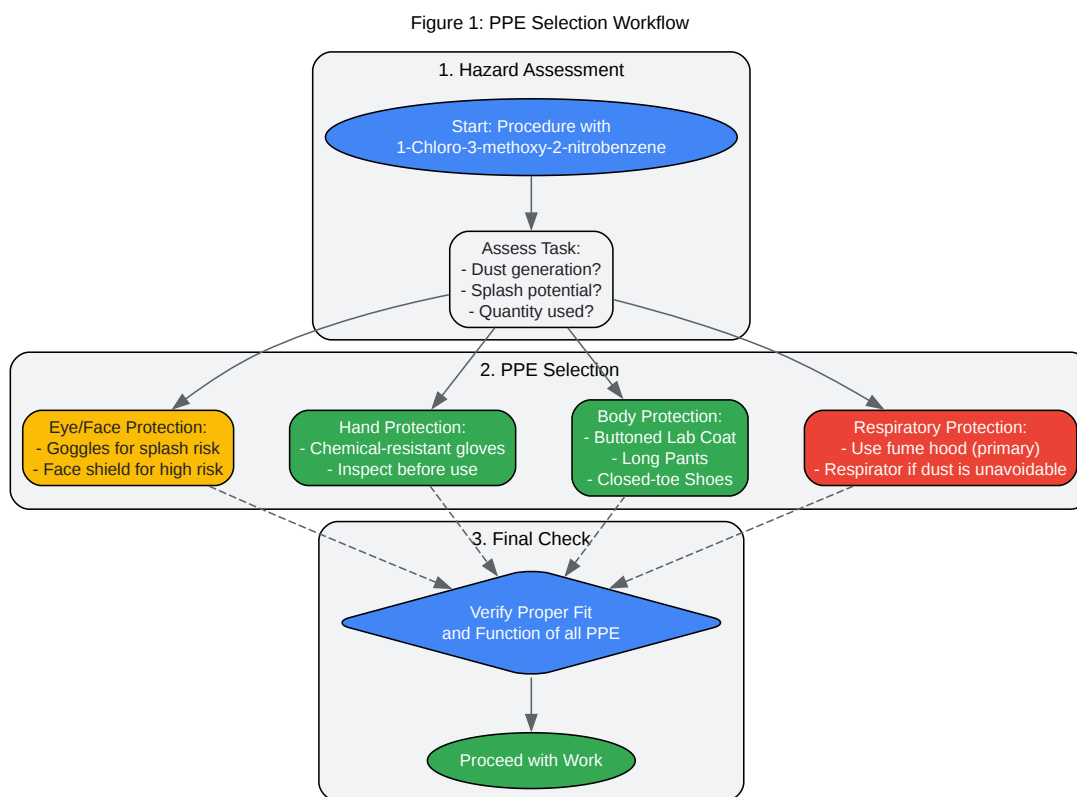 Figure 1: PPE Selection Workflow
1. Hazard Assessment
Start: Procedure with
1-Chloro-3-methoxy-2-nitrobenzene
Assess Task:
- Dust generation?
- Splash potential?
- Quantity used?
2. PPE Selection
Eye/Face Protection:
- Goggles for splash risk
- Face shield for high risk
Hand Protection:
- Chemical-resistant gloves
- Inspect before use
Body Protection:
- Buttoned Lab Coat
- Long Pants
- Closed-toe Shoes
Respiratory Protection:
- Use fume hood (primary)
- Respirator if dust is unavoidable
3. Final Check
Verify Proper Fit
and Function of all PPE
Proceed with Work